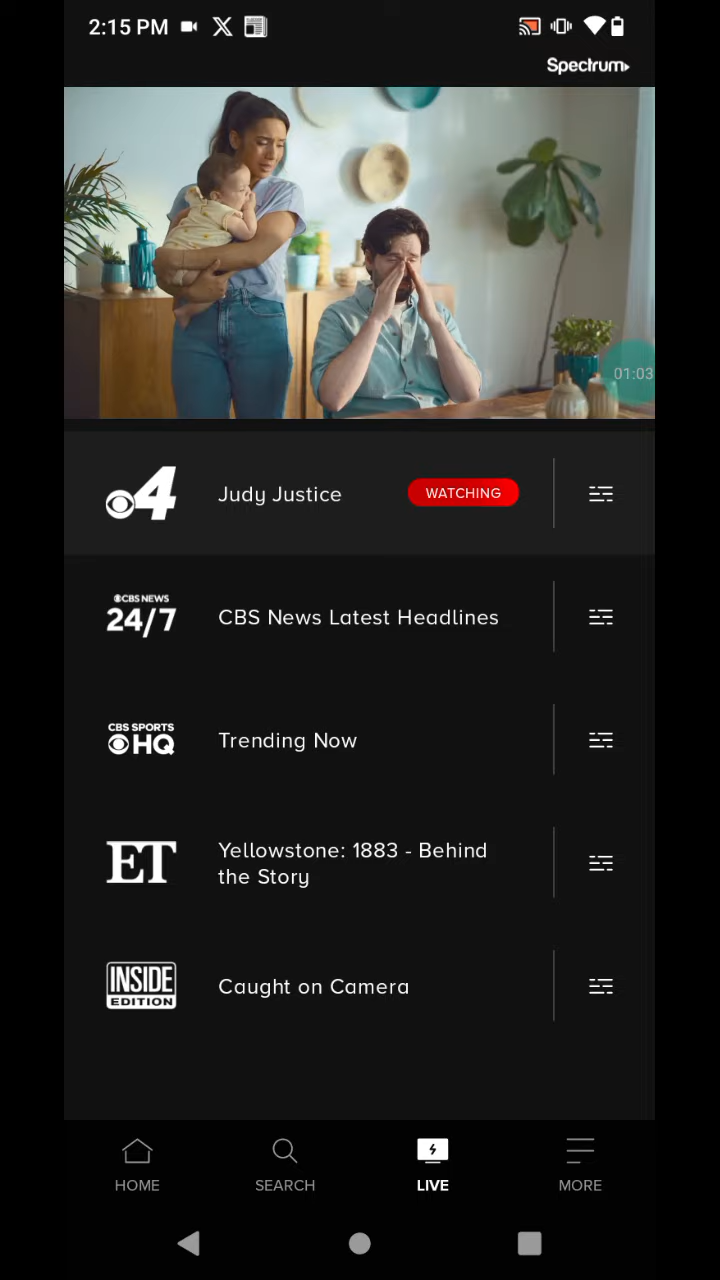 2:15 PM
Spectrum
01:03
4
Judy Justice
WATCHING
CBS NEWS
24/7
CBS News Latest Headlines
CBS SPORTS
HQ
Trending Now
ET
Yellowstone: 1883 - Behind
the Story
INSIDE
EDITION
Caught on Camera
HOME
SEARCH
LIVE
MORE